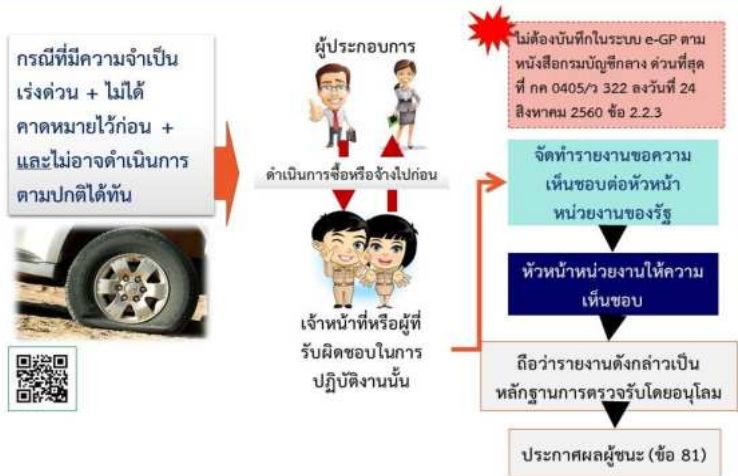 กรณีที่มีความจำเป็น
เร่งด่วน + ไม่ได้
คาดหมายไว้ก่อน +
และไม่อาจดำเนินการ
ตามปกติได้ทัน
ผู้ประกอบการ
ดำเนินการซื้อหรือจ้างไปก่อน
เจ้าหน้าที่หรือผู้ที่
รับผิดชอบในการ
ปฏิบัติงานนั้น
ไม่ต้องบันทึกในระบบ e-GP ตาม
หนังสือกรมบัญชีกลาง ด่วนที่สุด
ที่ กค 0405/ว 322 ลงวันที่ 24
สิงหาคม 2560 ข้อ 2.2.3
จัดทำรายงานขอความ
เห็นชอบต่อหัวหน้า
หน่วยงานของรัฐ
หัวหน้าหน่วยงานให้ความ
เห็นชอบ
ถือว่ารายงานดังกล่าวเป็น
หลักฐานการตรวจรับโดยอนุโลม
ประกาศผลผู้ชนะ (ข้อ 81)